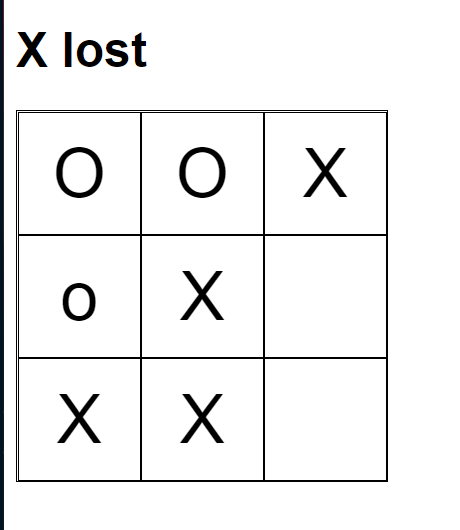 X lost
O O X
o X
X X